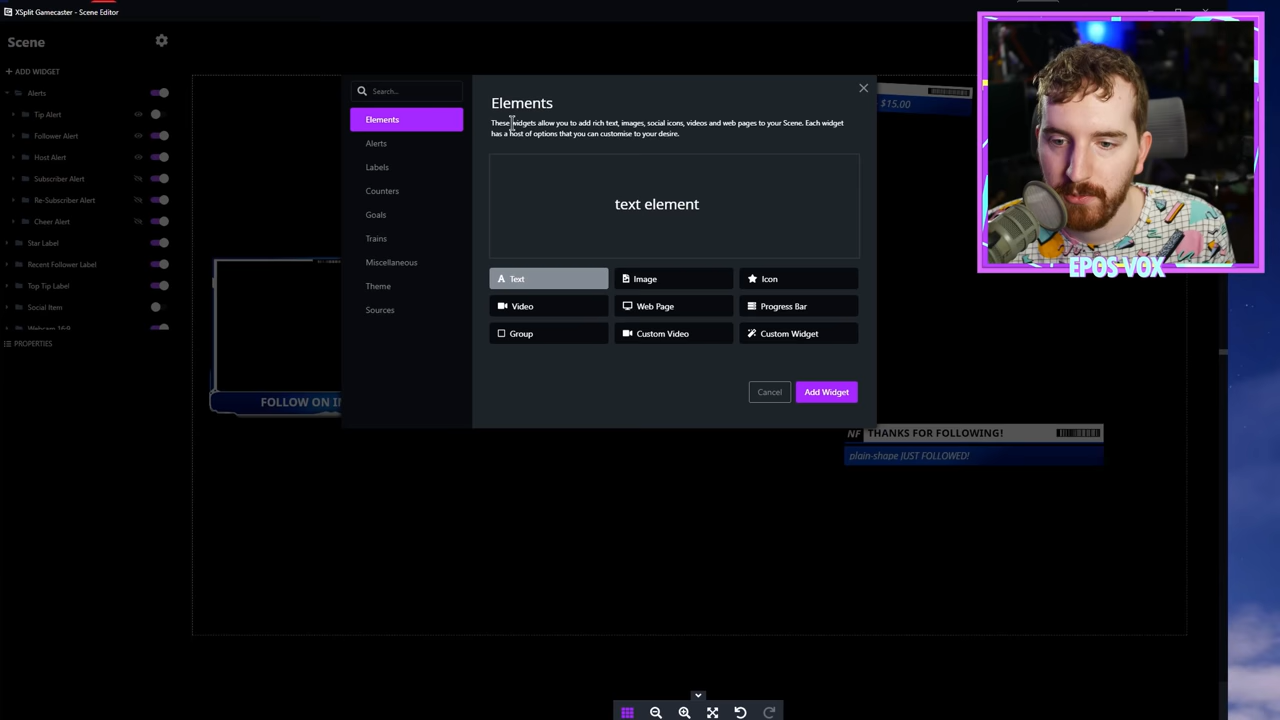 XSplit Gamecaster - Scene Editor
Scene
+ ADD WIDGET
Alerts
Tip Alert
Follower Alert
Host Alert
Subscriber Alert
Re-Subscriber Alert
Cheer Alert
Star Label
Recent Follower Label
Top Tip Label
Social Item
Webcam 16:9
PROPERTIES
Search...
Elements
Alerts
Labels
Counters
Goals
Trains
Miscellaneous
Theme
Sources
Elements
These widgets allow you to add rich text, images, social icons, videos and web pages to your Scene. Each widget
has a host of options that you can customise to your desire.
text element
A Text
Image
Icon
Video
Web Page
Progress Bar
Group
Custom Video
Custom Widget
Cancel
Add Widget
$15.00
EPOS VOX
FOLLOW ON I
NF THANKS FOR FOLLOWING!
plain-shape JUST FOLLOWED!